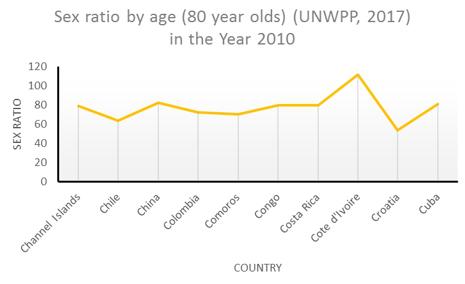 Sex ratio by age (80 year olds) (UNWPP, 2017)
in the Year 2010
120
100
80
60
40
20
0
SEX RATIO
Channel Islands
Chile
China
Colombia
Comoros
Congo
Costa Rica
Cote d'Ivoire
Croatia
Cuba
COUNTRY